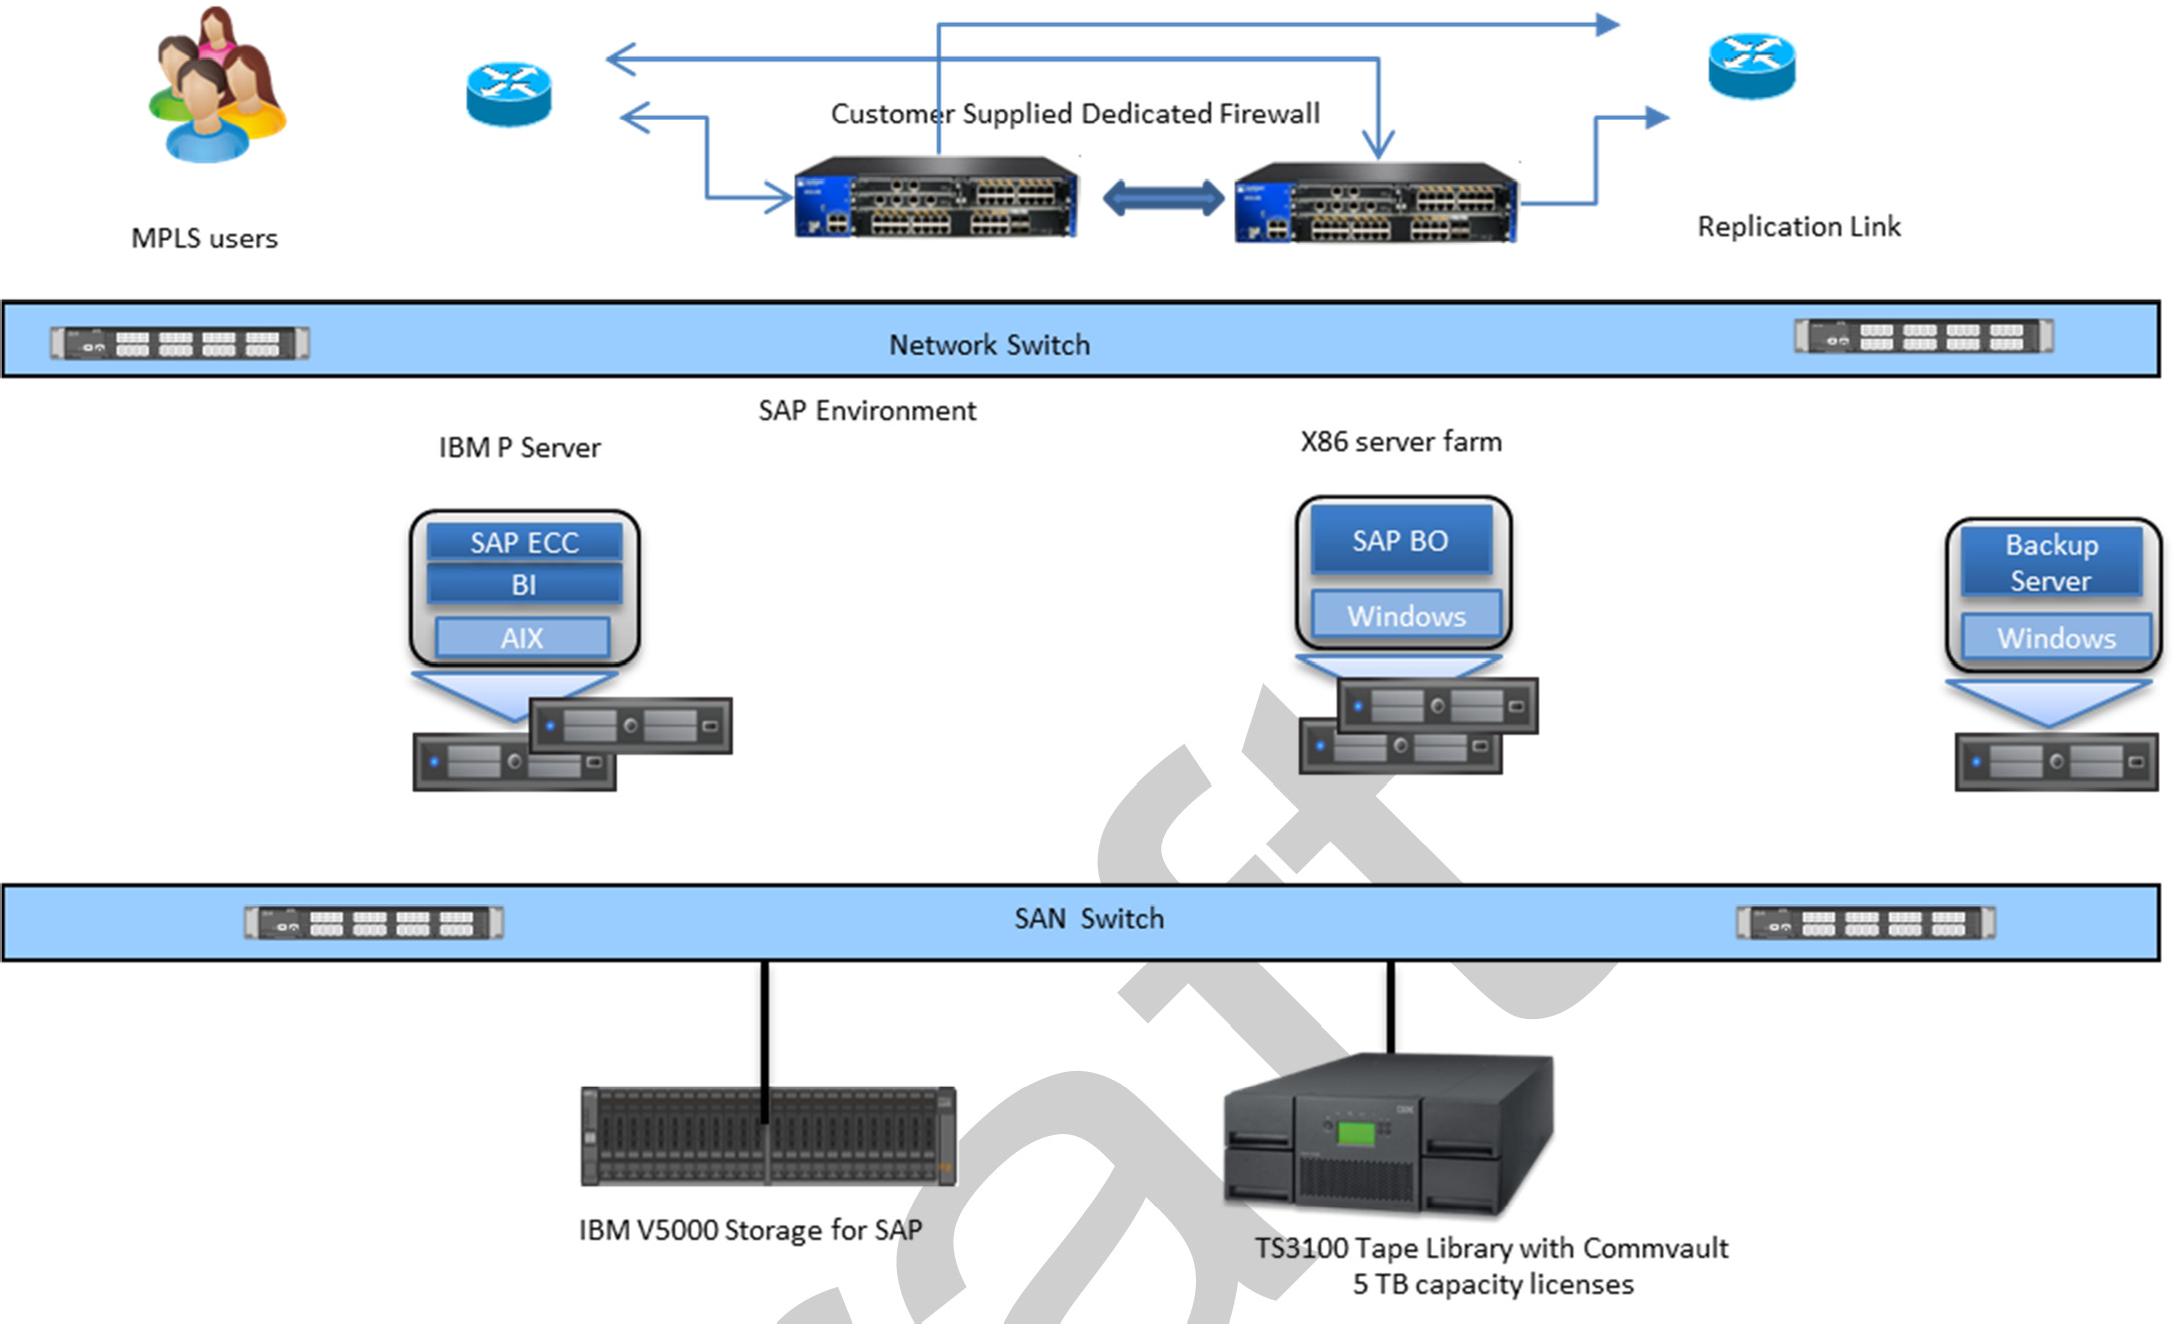 Customer Supplied Dedicated Firewall
MPLS users
Replication Link
Network Switch
SAP Environment
IBM P Server
X86 server farm
SAP ECC
BI
AIX
SAP BO
Windows
Backup
Server
Windows
SAN  Switch
IBM V5000 Storage for SAP
TS3100 Tape Library with Commvault
5 TB capacity licenses